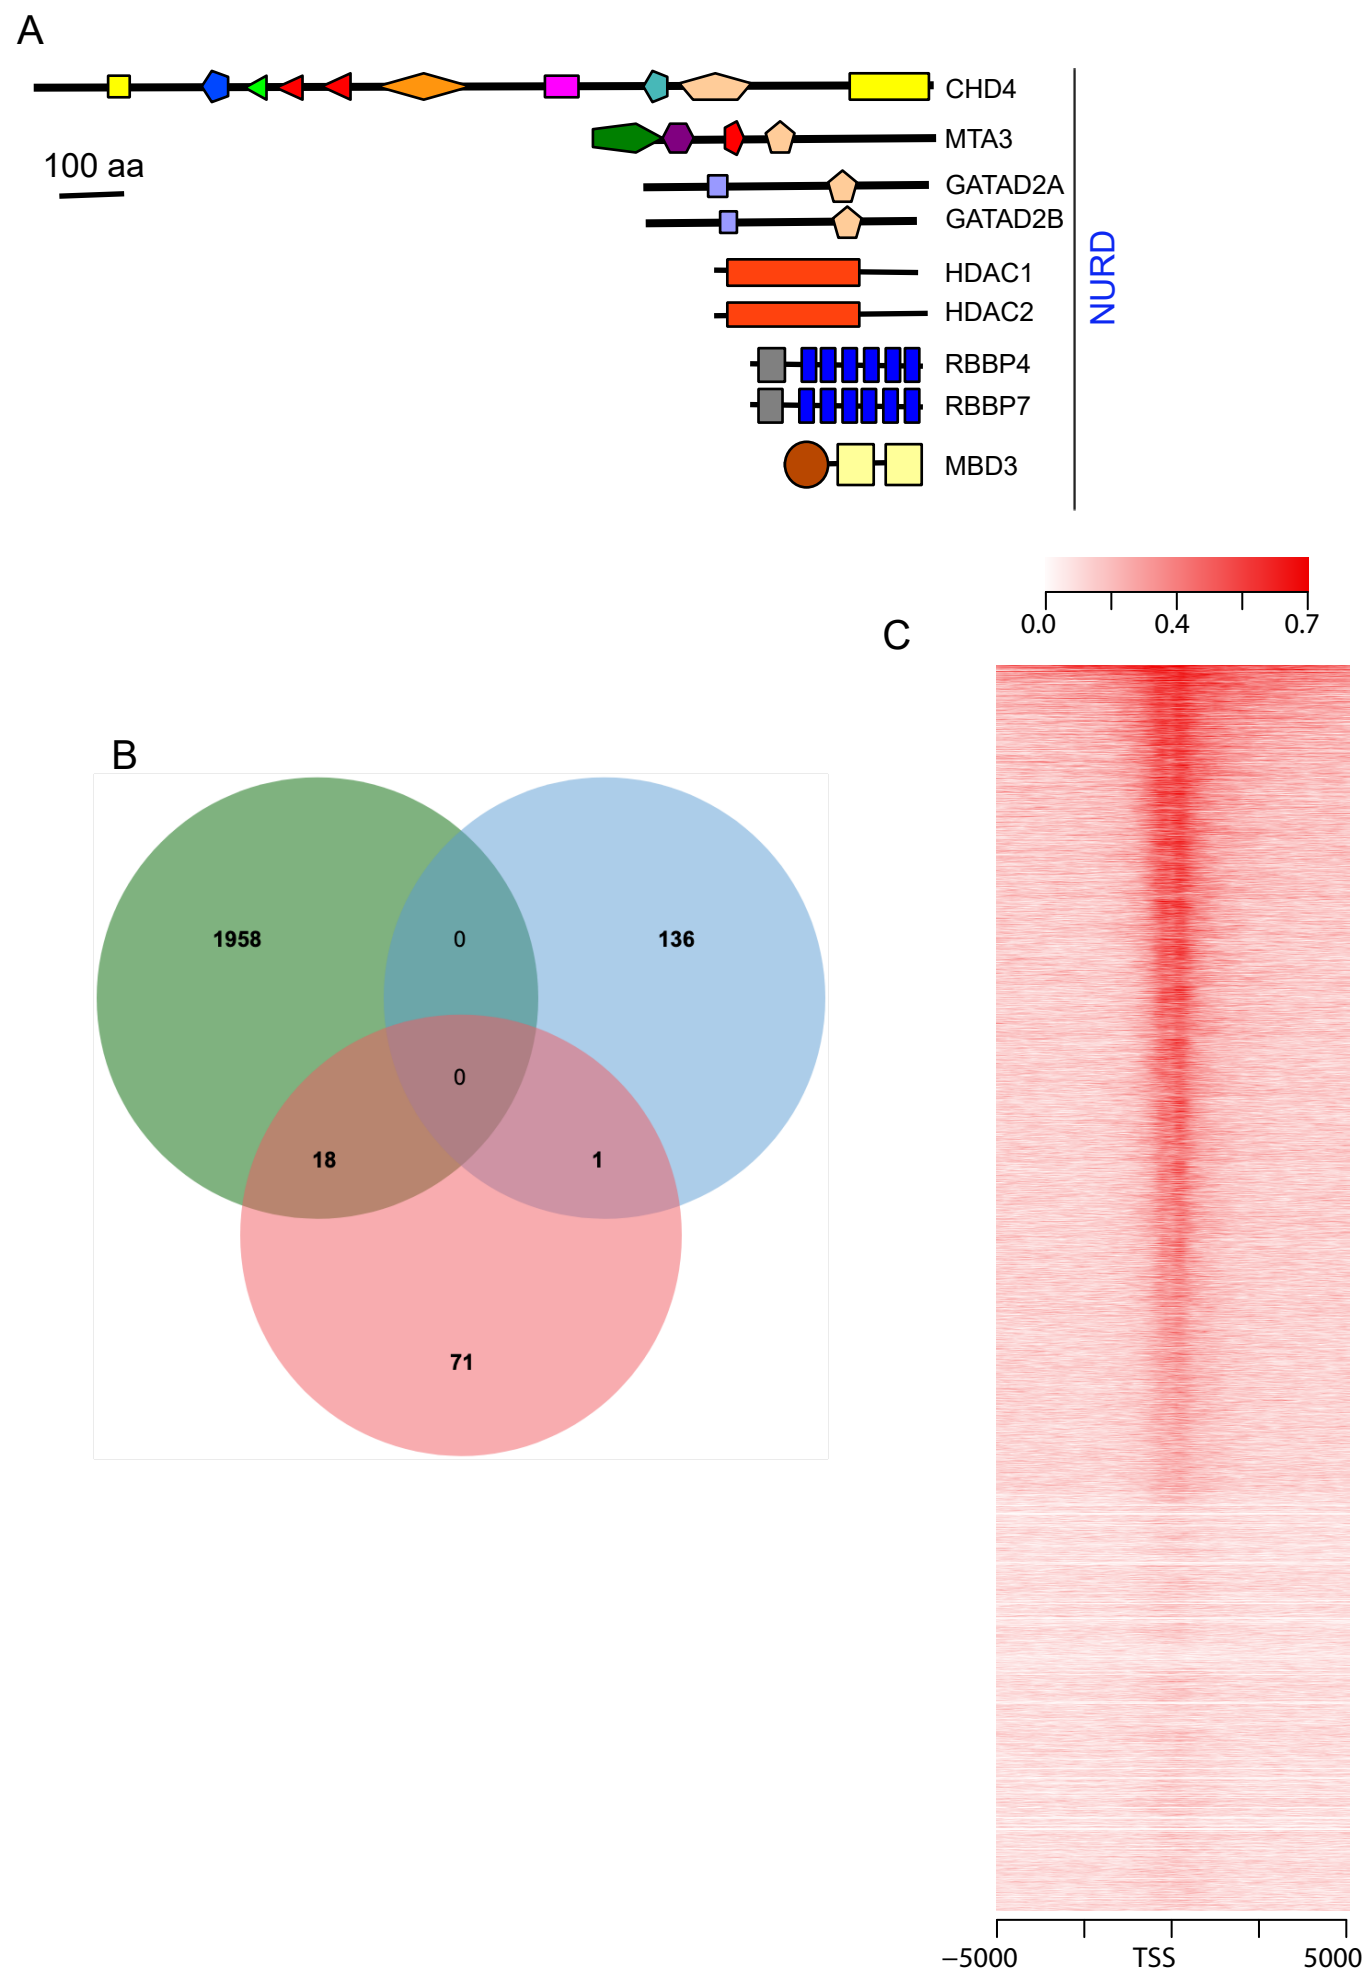 A
CHD4
MTA3
100 aa
GATAD2A
GATAD2B
HDAC1
HDAC2
RBBP4
RBBP7
MBD3
NURD
0.0 0.4 0.7
C
B
1958 0 136
0
18 1
71
−5000 TSS 5000